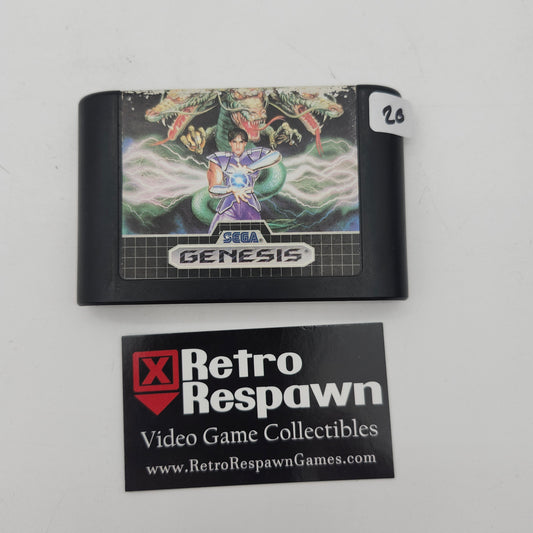 20
SEGA
GENESIS
X Retro
Respawn
Video Game Collectibles
www.RetroRespawnGames.com